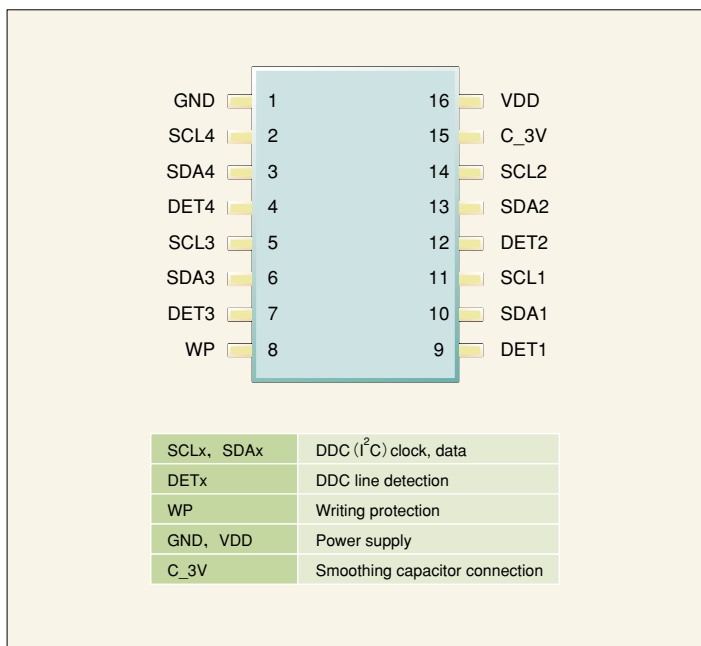 GND 1 16 VDD
SCL4 2 15 C_3V
SDA4 3 14 SCL2
DET4 4 13 SDA2
SCL3 5 12 DET2
SDA3 6 11 SCL1
DET3 7 10 SDA1
WP 8 9 DET1
SCLx, SDAx DDC (I²C) clock, data
DETx DDC line detection
WP Writing protection
GND, VDD Power supply
C_3V Smoothing capacitor connection